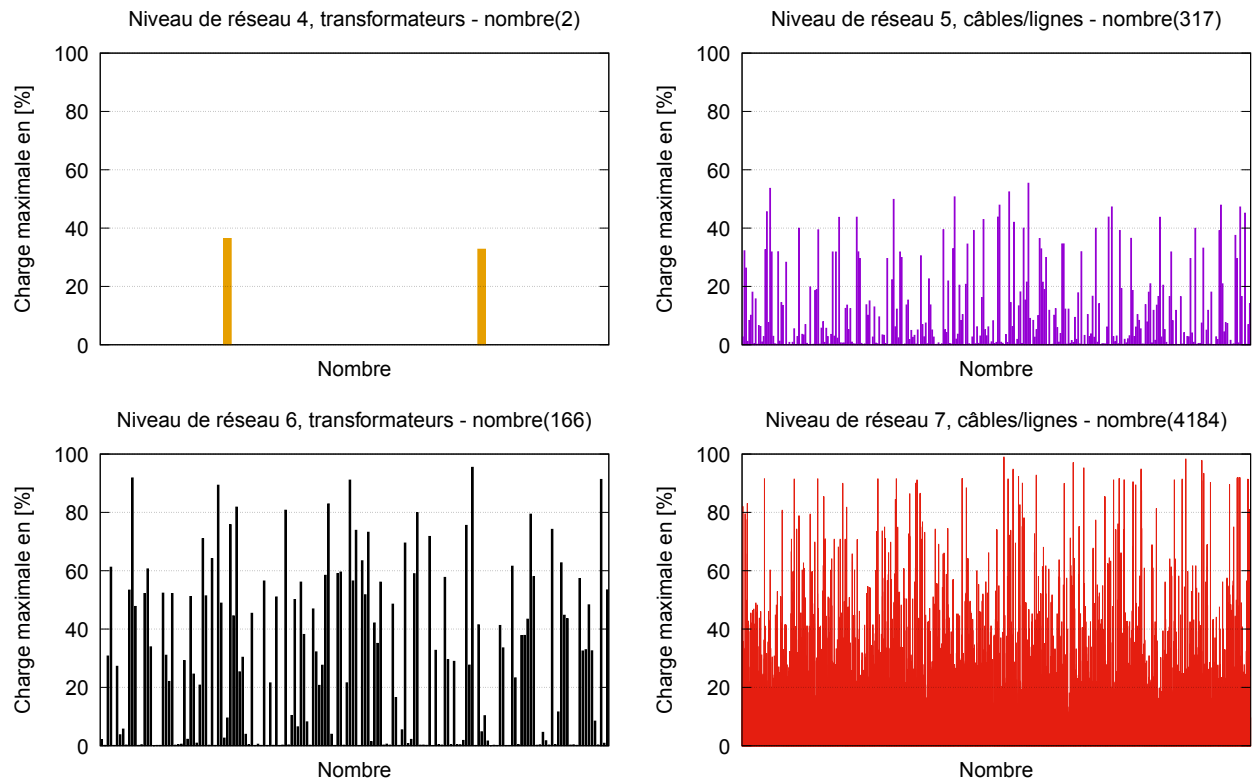 Niveau de réseau 4, transformateurs - nombre(2)
100
80
60
40
20
0
Charge maximale en [%]
Nombre
Niveau de réseau 5, câbles/lignes - nombre(317)
100
80
60
40
20
0
Charge maximale en [%]
Nombre
Niveau de réseau 6, transformateurs - nombre(166)
100
80
60
40
20
0
Charge maximale en [%]
Nombre
Niveau de réseau 7, câbles/lignes - nombre(4184)
100
80
60
40
20
0
Charge maximale en [%]
Nombre